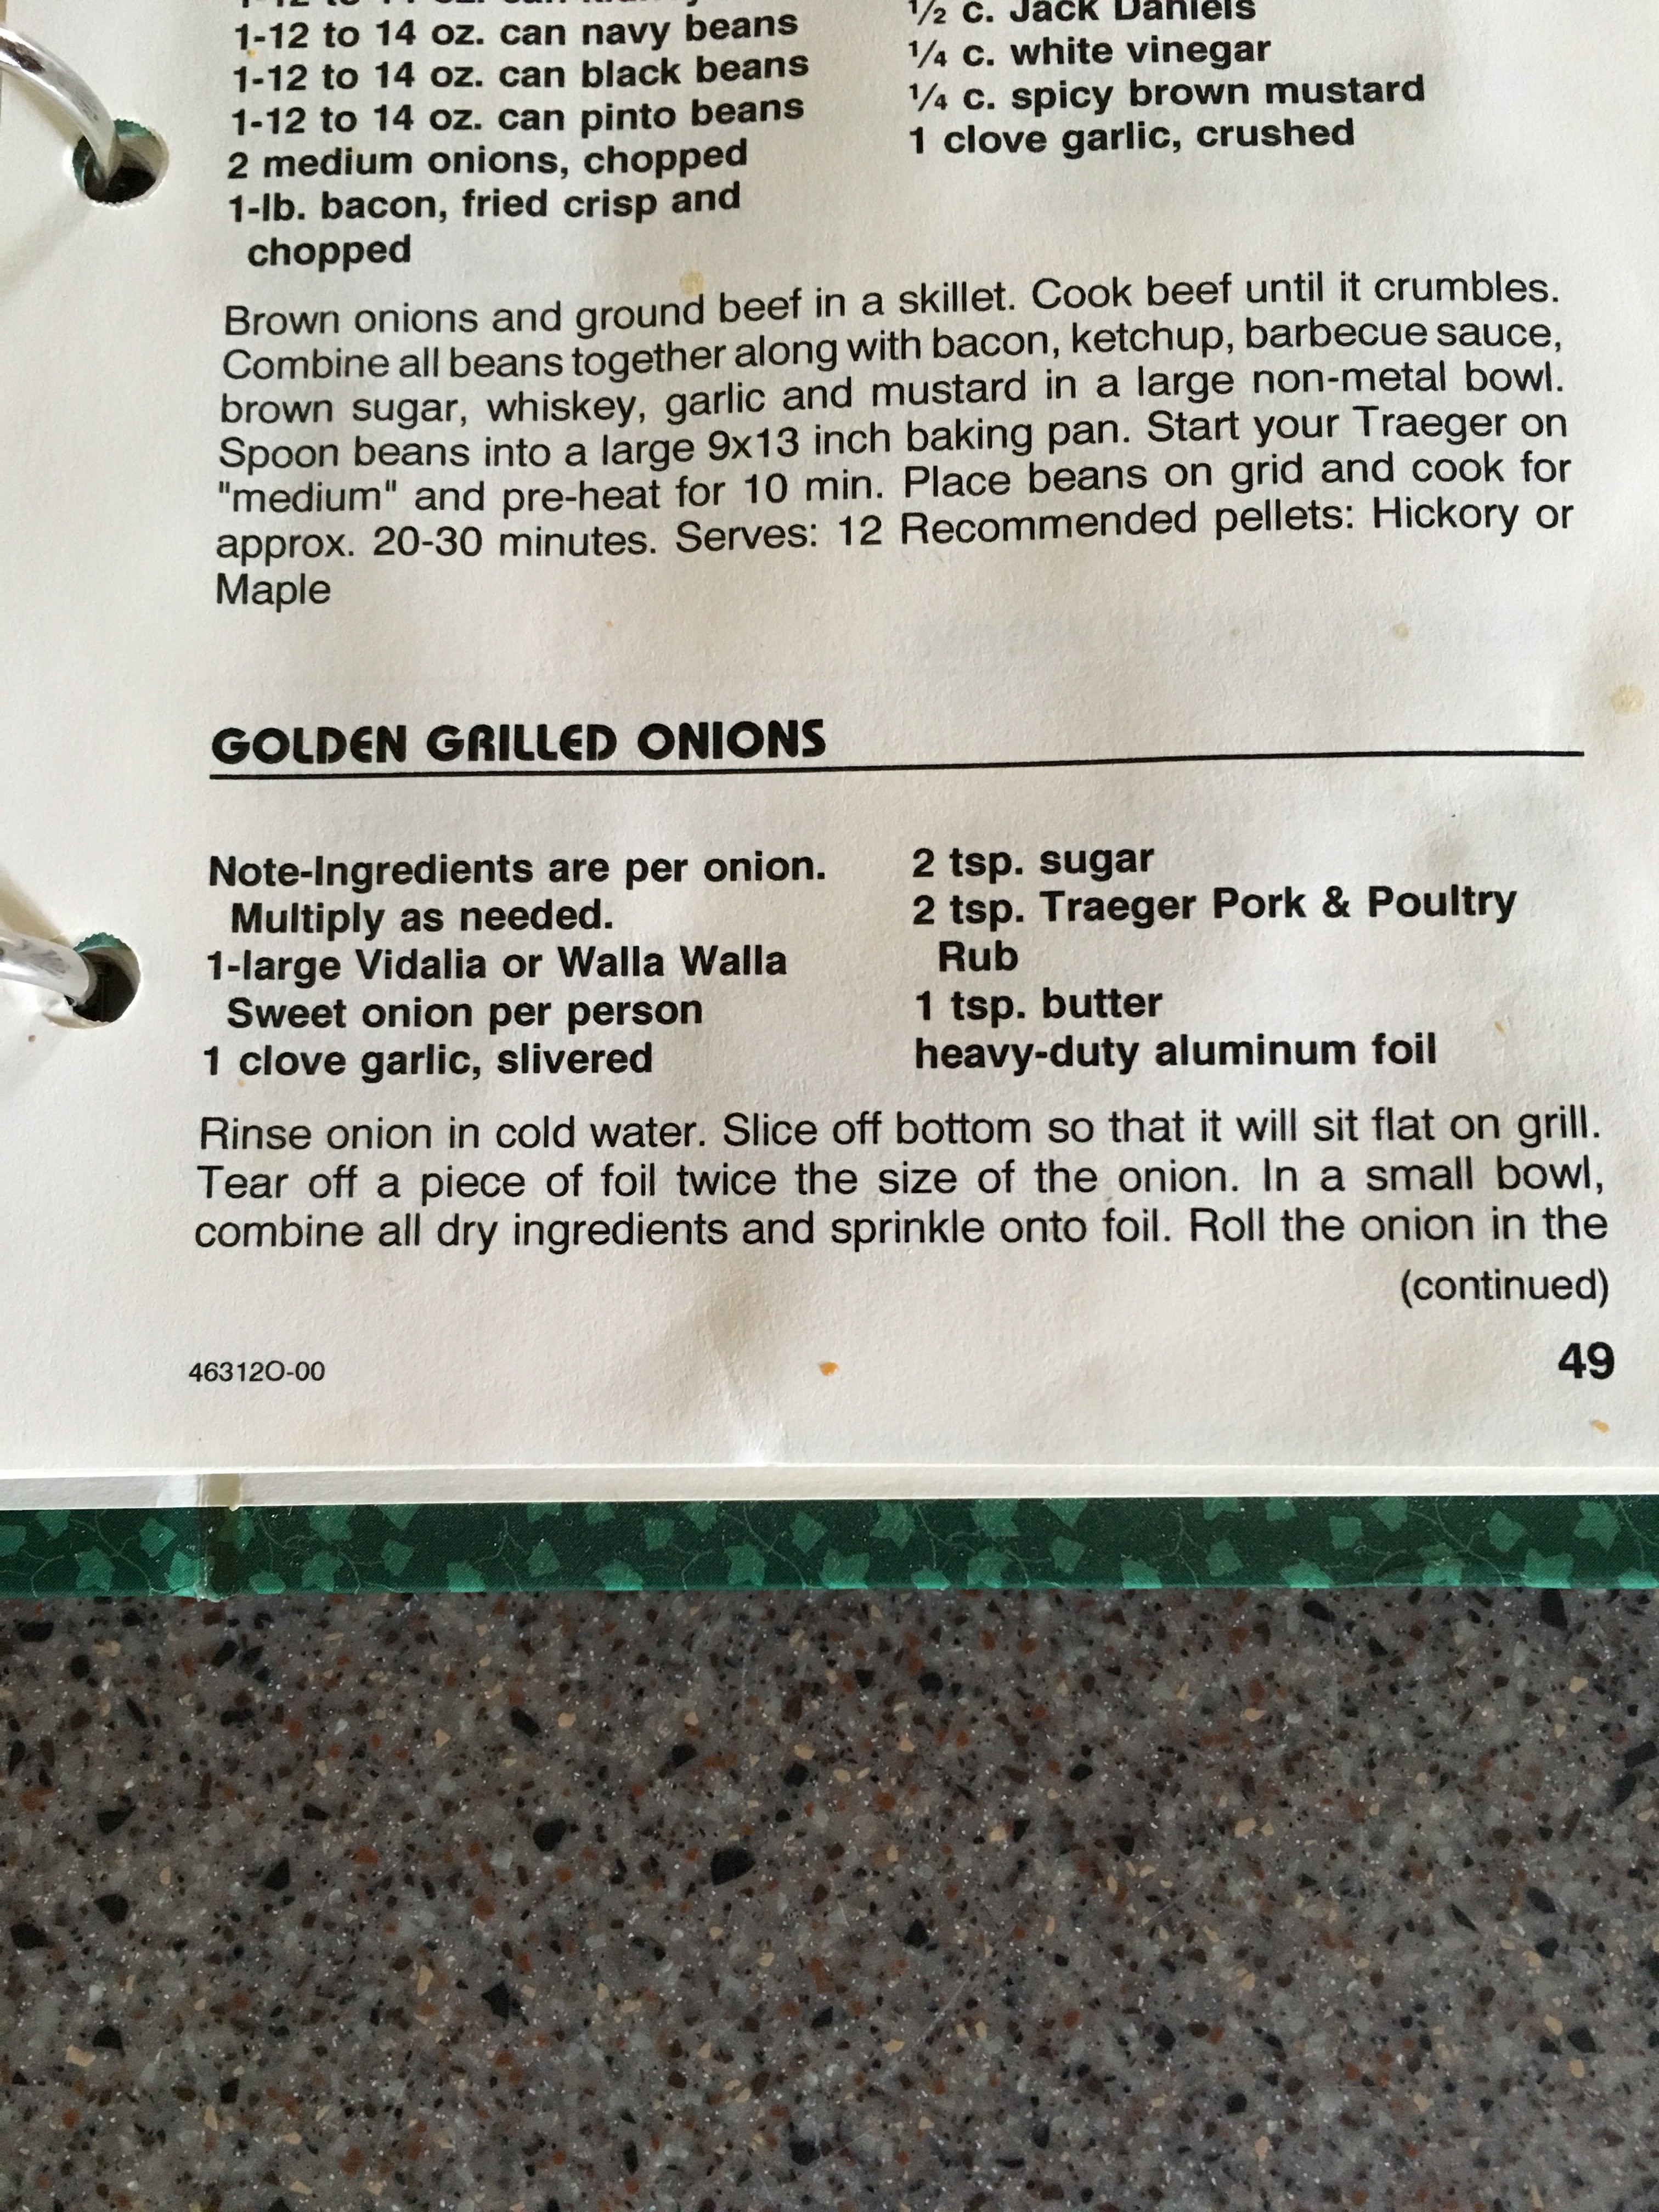 1-12 to 14 oz. can navy beans
1-12 to 14 oz. can black beans
1-12 to 14 oz. can pinto beans
2 medium onions, chopped
1-lb. bacon, fried crisp and
chopped
½ c. Jack Daniels
¼ c. white vinegar
¼ c. spicy brown mustard
1 clove garlic, crushed
Brown onions and ground beef in a skillet. Cook beef until it crumbles.
Combine all beans together along with bacon, ketchup, barbecue sauce,
brown sugar, whiskey, garlic and mustard in a large non-metal bowl.
Spoon beans into a large 9x13 inch baking pan. Start your Traeger on
"medium" and pre-heat for 10 min. Place beans on grid and cook for
approx. 20-30 minutes. Serves: 12 Recommended pellets: Hickory or
Maple
GOLDEN GRILLED ONIONS
Note-Ingredients are per onion.
Multiply as needed.
1-large Vidalia or Walla Walla
Sweet onion per person
1 clove garlic, slivered
2 tsp. sugar
2 tsp. Traeger Pork & Poultry
Rub
1 tsp. butter
heavy-duty aluminum foil
Rinse onion in cold water. Slice off bottom so that it will sit flat on grill.
Tear off a piece of foil twice the size of the onion. In a small bowl,
combine all dry ingredients and sprinkle onto foil. Roll the onion in the
(continued)
46312O-00
49